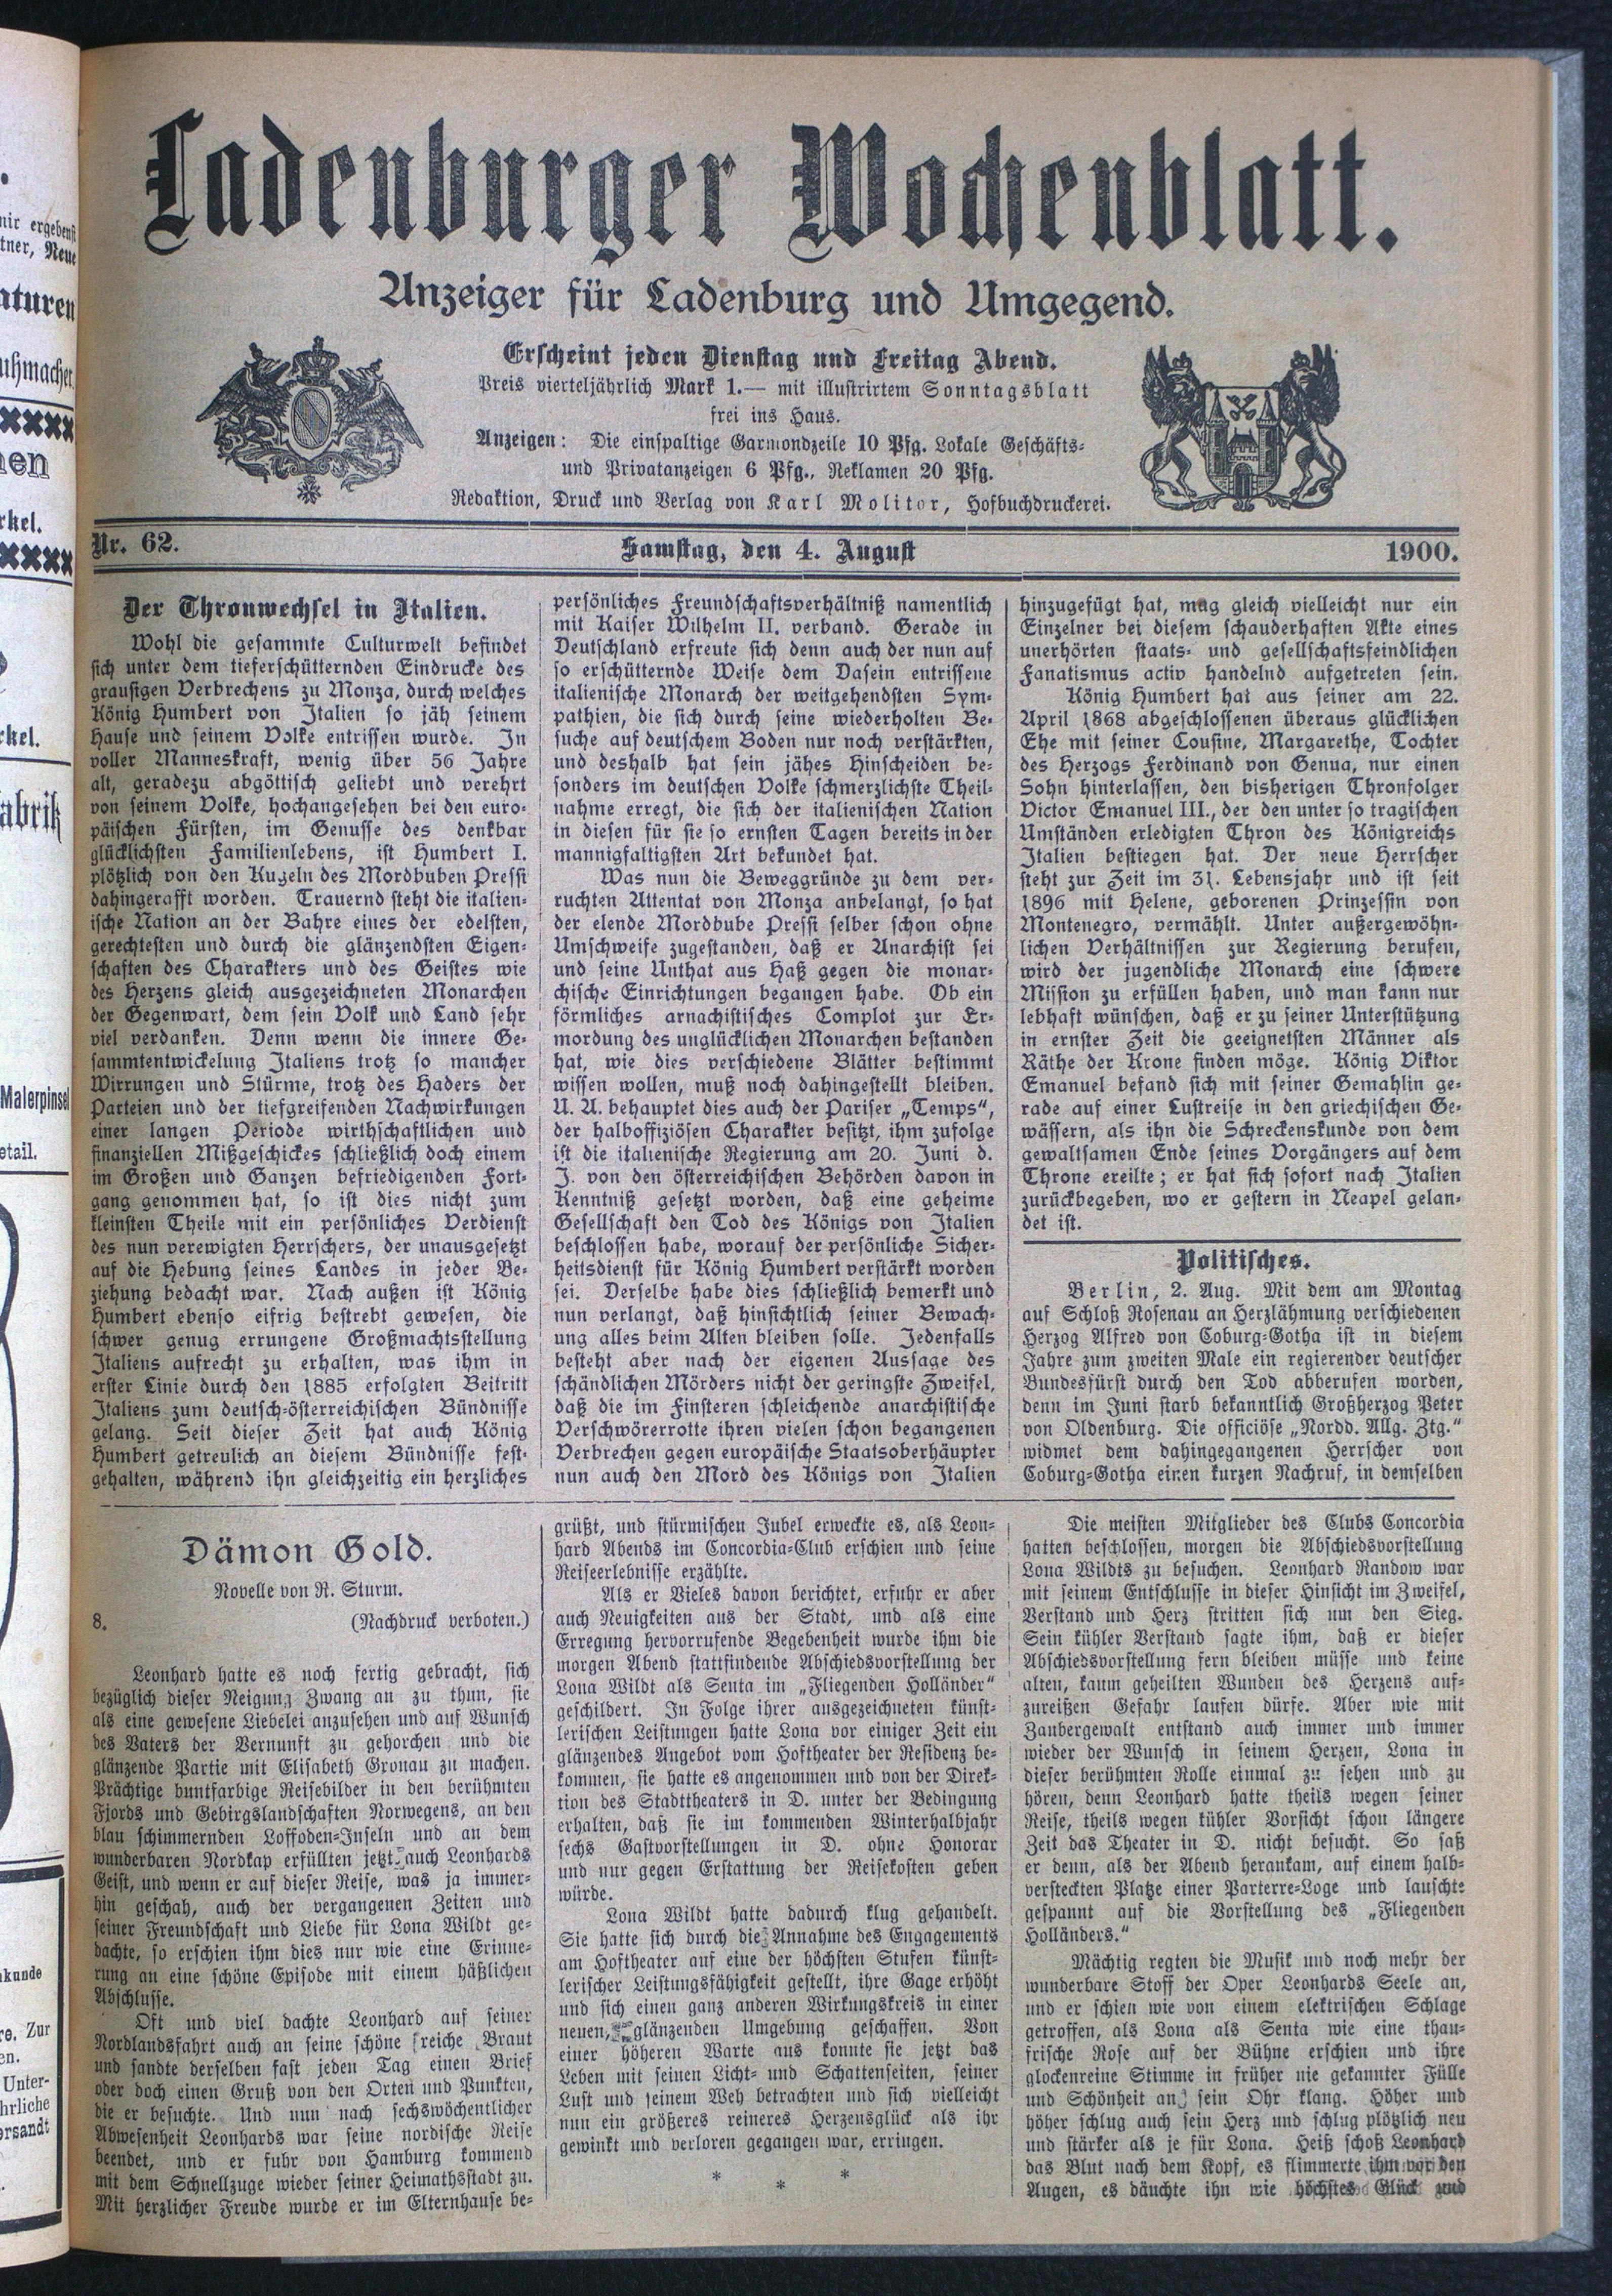 Ladenburger Wochenblatt.
Anzeiger für Ladenburg und Umgegend.
Erscheint jeden Dienstag und Freitag Abend.
Preis vierteljährlich Mark 1.— mit illustrirtem Sonntagsblatt
frei ins Haus.
Anzeigen: Die einspaltige Garmondzeile 10 Pfg. Lokale Geschäfts-
und Privatanzeigen 6 Pfg., Reklamen 20 Pfg.
Redaktion, Druck und Verlag von Karl Molitor, Hofbuchdruckerei.
Nr. 62.
Samstag, den 4. August
1900.
Der Thronwechsel in Italien.
Wohl die gesammte Culturwelt befindet
sich unter dem tieferschütternden Eindrucke des
grausigen Verbrechens zu Monza, durch welches
König Humbert von Italien so jäh seinem
Hause und seinem Volke entrissen wurde. In
voller Manneskraft, wenig über 56 Jahre
alt, geradezu abgöttisch geliebt und verehrt
von seinem Volke, hochangesehen bei den euro-
päischen Fürsten, im Genusse des denkbar
glücklichsten Familienlebens, ist Humbert I.
plötzlich von den Kugeln des Mordbuben Pressi
dahingerafft worden. Trauernd steht die italien-
ische Nation an der Bahre eines der edelsten,
gerechtesten und durch die glänzendsten Eigen-
schaften des Charakters und des Geistes wie
des Herzens gleich ausgezeichneten Monarchen
der Gegenwart, dem sein Volk und Land sehr
viel verdanken. Denn wenn die innere Ge-
sammtentwickelung Italiens trotz so mancher
Wirrungen und Stürme, trotz des Haders der
Parteien und der tiefgreifenden Nachwirkungen
einer langen Periode wirthschaftlichen und
finanziellen Mißgeschickes schließlich doch einem
im Großen und Ganzen befriedigenden Fort-
gang genommen hat, so ist dies nicht zum
kleinsten Theile mit ein persönliches Verdienst
des nun verewigten Herrschers, der unausgesetzt
auf die Hebung seines Landes in jeder Be-
ziehung bedacht war. Nach außen ist König
Humbert ebenso eifrig bestrebt gewesen, die
schwer genug errungene Großmachtsstellung
Italiens aufrecht zu erhalten, was ihm in
erster Linie durch den 1885 erfolgten Beitritt
Italiens zum deutsch-österreichischen Bündnisse
gelang. Seit dieser Zeit hat auch König
Humbert getreulich an diesem Bündnisse fest-
gehalten, während ihn gleichzeitig ein herzliches
persönliches Freundschaftsverhältniß namentlich
mit Kaiser Wilhelm II. verband. Gerade in
Deutschland erfreute sich denn auch der nun auf
so erschütternde Weise dem Dasein entrissene
italienische Monarch der weitgehendsten Sym-
pathien, die sich durch seine wiederholten Be-
suche auf deutschem Boden nur noch verstärkten,
und deshalb hat sein jähes Hinscheiden be-
sonders im deutschen Volke schmerzlichste Theil-
nahme erregt, die sich der italienischen Nation
in diesen für sie so ernsten Tagen bereits in der
mannigfaltigsten Art bekundet hat.
Was nun die Beweggründe zu dem ver-
ruchten Attentat von Monza anbelangt, so hat
der elende Mordbube Pressi selber schon ohne
Umschweife zugestanden, daß er Anarchist sei
und seine Unthat aus Haß gegen die monar-
chische Einrichtungen begangen habe. Ob ein
förmliches arnachistisches Complot zur Er-
mordung des unglücklichen Monarchen bestanden
hat, wie dies verschiedene Blätter bestimmt
wissen wollen, muß noch dahingestellt bleiben.
U. A. behauptet dies auch der Pariser „Temps“,
der halboffiziösen Charakter besitzt, ihm zufolge
ist die italienische Regierung am 20. Juni d.
J. von den österreichischen Behörden davon in
Kenntniß gesetzt worden, daß eine geheime
Gesellschaft den Tod des Königs von Italien
beschlossen habe, worauf der persönliche Sicher-
heitsdienst für König Humbert verstärkt worden
sei. Derselbe habe dies schließlich bemerkt und
nun verlangt, daß hinsichtlich seiner Bewach-
ung alles beim Alten bleiben solle. Jedenfalls
besteht aber nach der eigenen Aussage des
schändlichen Mörders nicht der geringste Zweifel,
daß die im Finsteren schleichende anarchistische
Verschwörerrotte ihren vielen schon begangenen
Verbrechen gegen europäische Staatsoberhäupter
nun auch den Mord des Königs von Italien
hinzugefügt hat, mag gleich vielleicht nur ein
Einzelner bei diesem schauderhaften Akte eines
unerhörten staats- und gesellschaftsfeindlichen
Fanatismus activ handelnd aufgetreten sein.
König Humbert hat aus seiner am 22.
April 1868 abgeschlossenen überaus glücklichen
Ehe mit seiner Cousine, Margarethe, Tochter
des Herzogs Ferdinand von Genua, nur einen
Sohn hinterlassen, den bisherigen Thronfolger
Victor Emanuel III., der den unter so tragischen
Umständen erledigten Thron des Königreichs
Italien bestiegen hat. Der neue Herrscher
steht zur Zeit im 31. Lebensjahr und ist seit
1896 mit Helene, geborenen Prinzessin von
Montenegro, vermählt. Unter außergewöhn-
lichen Verhältnissen zur Regierung berufen,
wird der jugendliche Monarch eine schwere
Mission zu erfüllen haben, und man kann nur
lebhaft wünschen, daß er zu seiner Unterstützung
in ernster Zeit die geeignetsten Männer als
Räthe der Krone finden möge. König Viktor
Emanuel befand sich mit seiner Gemahlin ge-
rade auf einer Lustreise in den griechischen Ge-
wässern, als ihn die Schreckenskunde von dem
gewaltsamen Ende seines Vorgängers auf dem
Throne ereilte; er hat sich sofort nach Italien
zurückbegeben, wo er gestern in Neapel gelan-
det ist.
Politisches.
Berlin, 2. Aug. Mit dem am Montag
auf Schloß Rosenau an Herzlähmung verschiedenen
Herzog Alfred von Coburg-Gotha ist in diesem
Jahre zum zweiten Male ein regierender deutscher
Bundesfürst durch den Tod abberufen worden,
denn im Juni starb bekanntlich Großherzog Peter
von Oldenburg. Die officiöse „Nordd. Allg. Ztg.“
widmet dem dahingegangenen Herrscher von
Coburg-Gotha einen kurzen Nachruf, in demselben
Dämon Gold.
Novelle von R. Sturm.
8.
(Nachdruck verboten.)
Leonhard hatte es noch fertig gebracht, sich
bezüglich dieser Neigung Zwang an zu thun, sie
als eine gewesene Liebelei anzusehen und auf Wunsch
des Vaters der Vernunft zu gehorchen und die
glänzende Partie mit Elisabeth Gronau zu machen.
Prächtige buntfarbige Reisebilder in den berühmten
Fjords und Gebirgslandschaften Norwegens, an den
blau schimmernden Loffoden-Inseln und an dem
wunderbaren Nordkap erfüllten jetzt auch Leonhards
Geist, und wenn er auf dieser Reise, was ja immer-
hin geschah, auch der vergangenen Zeiten und
seiner Freundschaft und Liebe für Lona Wildt ge-
dachte, so erschien ihm dies nur wie eine Erinne-
rung an eine schöne Episode mit einem häßlichen
Abschlusse.
Oft und viel dachte Leonhard auf seiner
Nordlandsfahrt auch an seine schöne reiche Braut
und sandte derselben fast jeden Tag einen Brief
oder doch einen Gruß von den Orten und Punkten,
die er besuchte. Und nun nach sechswöchentlicher
Abwesenheit Leonhards war seine nordische Reise
beendet, und er fuhr von Hamburg kommend
mit dem Schnellzuge wieder seiner Heimathsstadt zu.
Mit herzlicher Freude wurde er im Elternhause be-
grüßt, und stürmischen Jubel erweckte es, als Leon-
hard Abends im Concordia-Club erschien und seine
Reiseerlebnisse erzählte.
Als er Vieles davon berichtet, erfuhr er aber
auch Neuigkeiten aus der Stadt, und als eine
Erregung hervorrufende Begebenheit wurde ihm die
morgen Abend stattfindende Abschiedsvorstellung der
Lona Wildt als Senta im „Fliegenden Holländer“
geschildert. In Folge ihrer ausgezeichneten künst-
lerischen Leistungen hatte Lona vor einiger Zeit ein
glänzendes Angebot vom Hoftheater der Residenz be-
kommen, sie hatte es angenommen und von der Direk-
tion des Stadttheaters in D. unter der Bedingung
erhalten, daß sie im kommenden Winterhalbjahr
sechs Gastvorstellungen in D. ohne Honorar
und nur gegen Erstattung der Reisekosten geben
würde.
Lona Wildt hatte dadurch klug gehandelt.
Sie hatte sich durch die Annahme des Engagements
am Hoftheater auf eine der höchsten Stufen künst-
lerischer Leistungsfähigkeit gestellt, ihre Gage erhöht
und sich einen ganz anderen Wirkungskreis in einer
neuen, glänzenden Umgebung geschaffen. Von
einer höheren Warte aus konnte sie jetzt das
Leben mit seinen Licht- und Schattenseiten, seiner
Lust und seinem Weh betrachten und sich vielleicht
nun ein größeres reineres Herzensglück als ihr
gewinkt und verloren gegangen war, erringen.
* * *
Die meisten Mitglieder des Clubs Concordia
hatten beschlossen, morgen die Abschiedsvorstellung
Lona Wildts zu besuchen. Leonhard Randow war
mit seinem Entschlusse in dieser Hinsicht im Zweifel,
Verstand und Herz stritten sich um den Sieg.
Sein kühler Verstand sagte ihm, daß er dieser
Abschiedsvorstellung fern bleiben müsse und keine
alten, kaum geheilten Wunden des Herzens auf-
zureißen Gefahr laufen dürfe. Aber wie mit
Zaubergewalt entstand auch immer und immer
wieder der Wunsch in seinem Herzen, Lona in
dieser berühmten Rolle einmal zu sehen und zu
hören, denn Leonhard hatte theils wegen seiner
Reise, theils wegen kühler Vorsicht schon längere
Zeit das Theater in D. nicht besucht. So saß
er denn, als der Abend herankam, auf einem halb-
versteckten Platze einer Parterre-Loge und lauschte
gespannt auf die Vorstellung des „Fliegenden
Holländers.“
Mächtig regten die Musik und noch mehr der
wunderbare Stoff der Oper Leonhards Seele an,
und er schien wie von einem elektrischen Schlage
getroffen, als Lona als Senta wie eine thau-
frische Rose auf der Bühne erschien und ihre
glockenreine Stimme in früher nie gekannter Fülle
und Schönheit an sein Ohr klang. Höher und
höher schlug auch sein Herz und schlug plötzlich neu
und stärker als je für Lona. Heiß schoß Leonhard
das Blut nach dem Kopf, es flimmerte ihm vor den
Augen, es däuchte ihn wie höchstes Glück und
mir ergebenst
tner, Neue
aturen
uhmacher
nen
rkel.
rkel.
abrik
Malerpinsel
etail.
kunde
re. Zur
en.
Unter-
hrliche
ersandt